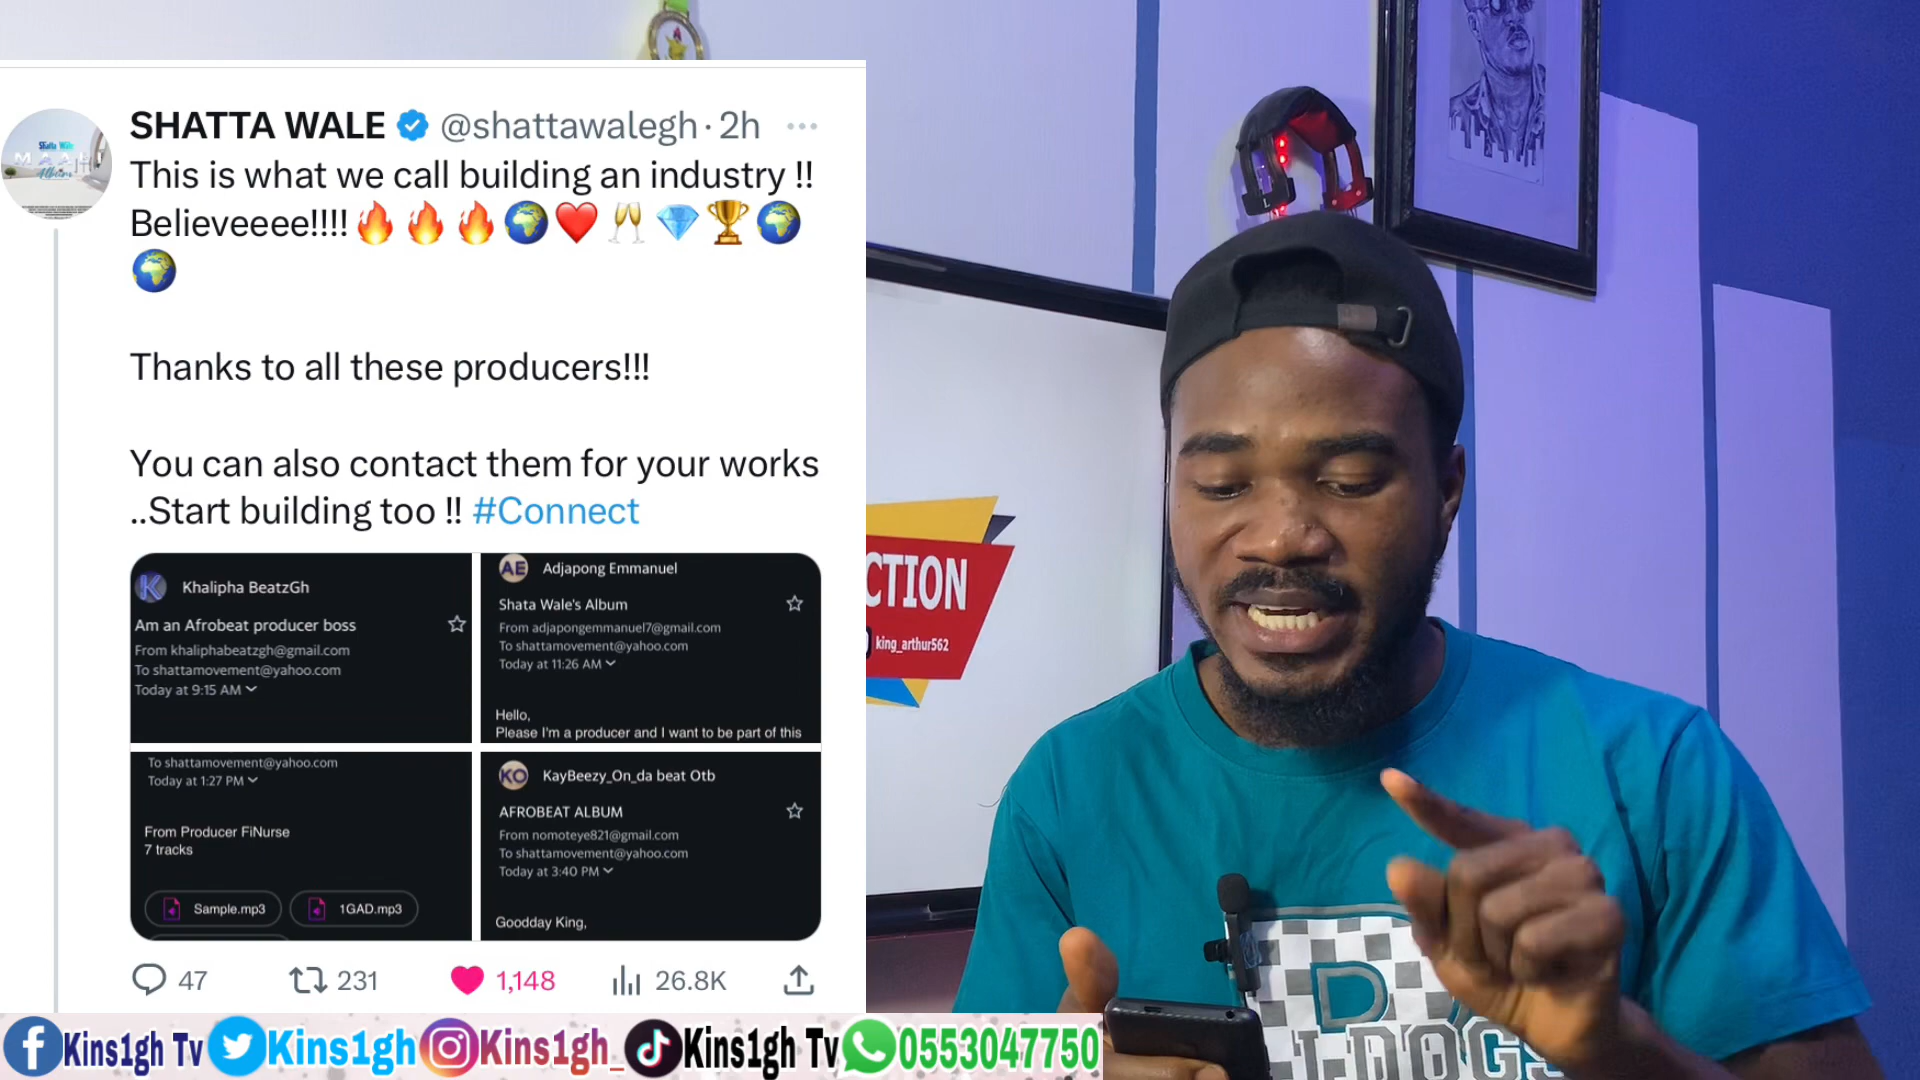 SHATTA WALE @shattawalegh · 2h
This is what we call building an industry !!
Believeeee!!!!🔥🔥🔥🌍❤️🥂💎🏆🌍
🌍
Thanks to all these producers!!!
You can also contact them for your works
..Start building too !! #Connect
Khalipha BeatzGh
Am an Afrobeat producer boss
From khaliphabeatzgh@gmail.com
To shattamovement@yahoo.com
Today at 9:15 AM
AE Adjapong Emmanuel
Shata Wale's Album
From adjapongemmanuel7@gmail.com
To shattamovement@yahoo.com
Today at 11:26 AM
Hello,
Please I'm a producer and I want to be part of this
To shattamovement@yahoo.com
Today at 1:27 PM
From Producer FiNurse
7 tracks
Sample.mp3 1GAD.mp3
KO KayBeezy_On_da beat Otb
AFROBEAT ALBUM
From nomoteye821@gmail.com
To shattamovement@yahoo.com
Today at 3:40 PM
Goodday King,
47 231 1,148 26.8K
CTION
king_arthur562
L
Kins1gh Tv Kins1gh Kins1gh_ Kins1gh Tv 0553047750